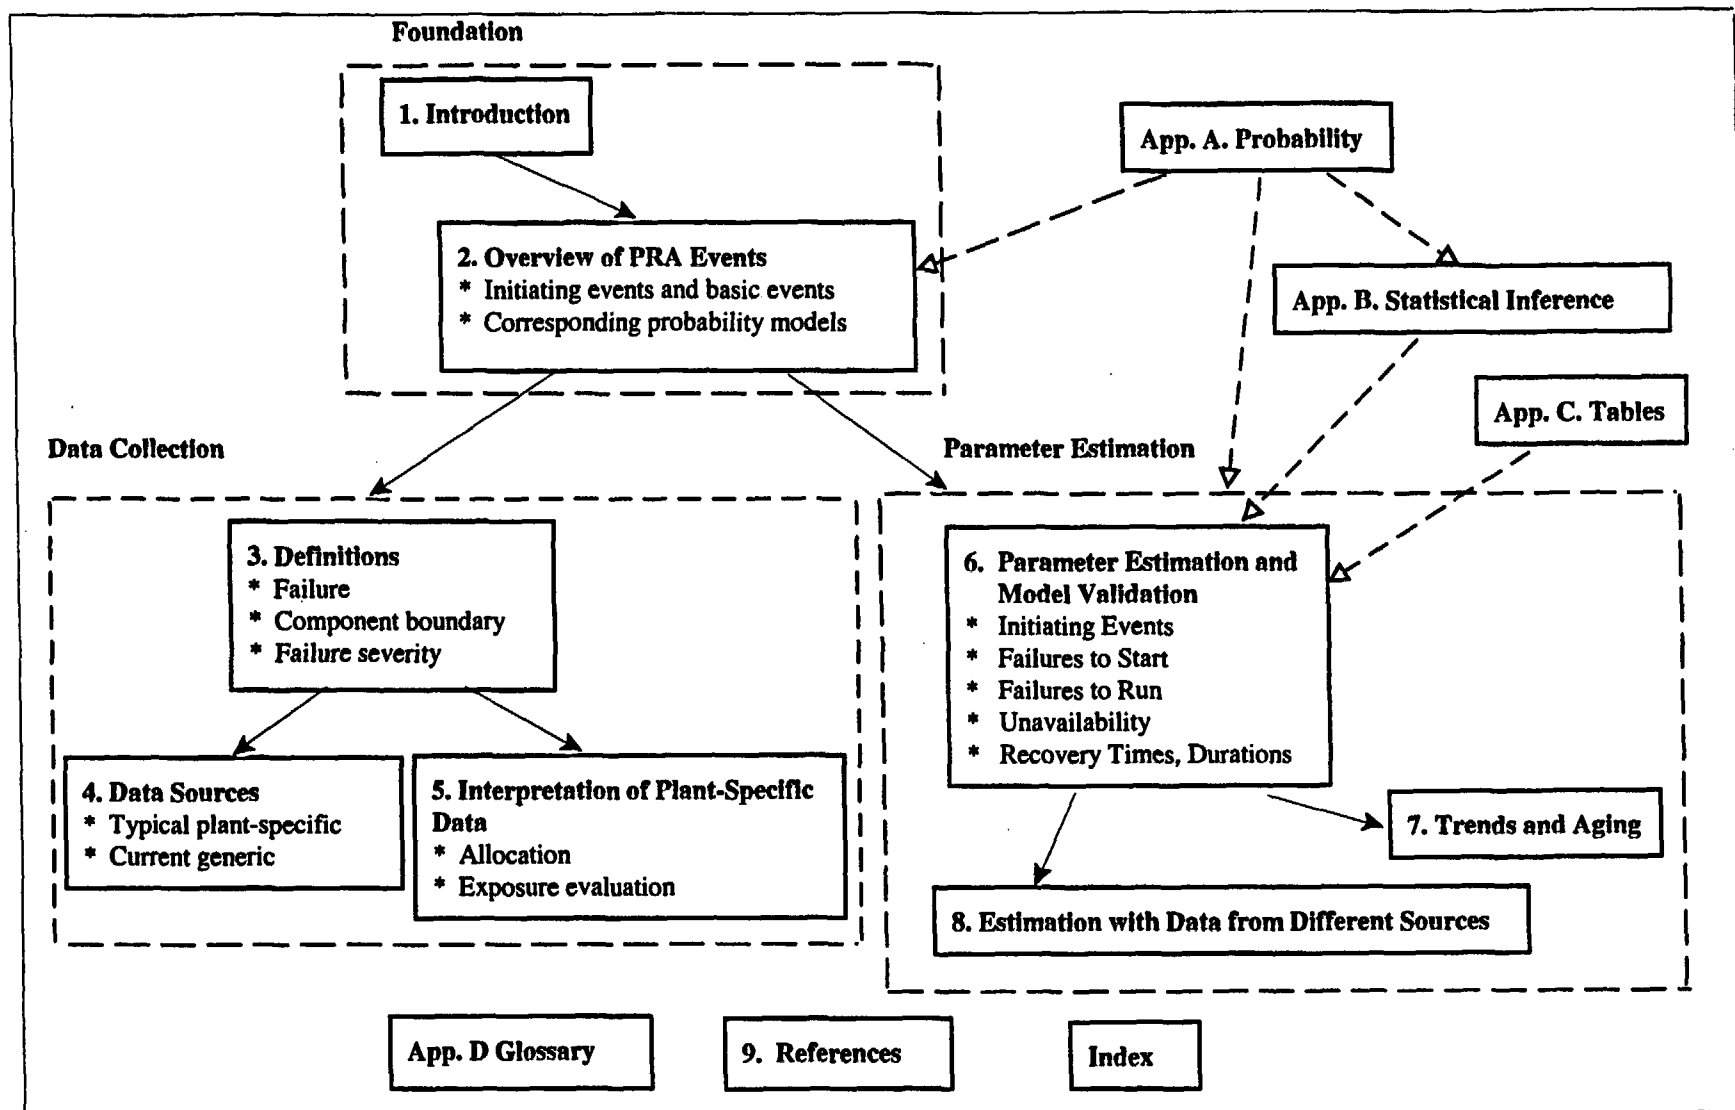 Foundation
1. Introduction
App. A. Probability
2. Overview of PRA Events
* Initiating events and basic events
* Corresponding probability models
App. B. Statistical Inference
App. C. Tables
Data Collection
Parameter Estimation
3. Definitions
* Failure
* Component boundary
* Failure severity
6. Parameter Estimation and
Model Validation
* Initiating Events
* Failures to Start
* Failures to Run
* Unavailability
* Recovery Times, Durations
4. Data Sources
* Typical plant-specific
* Current generic
5. Interpretation of Plant-Specific
Data
* Allocation
* Exposure evaluation
7. Trends and Aging
8. Estimation with Data from Different Sources
App. D Glossary
9. References
Index